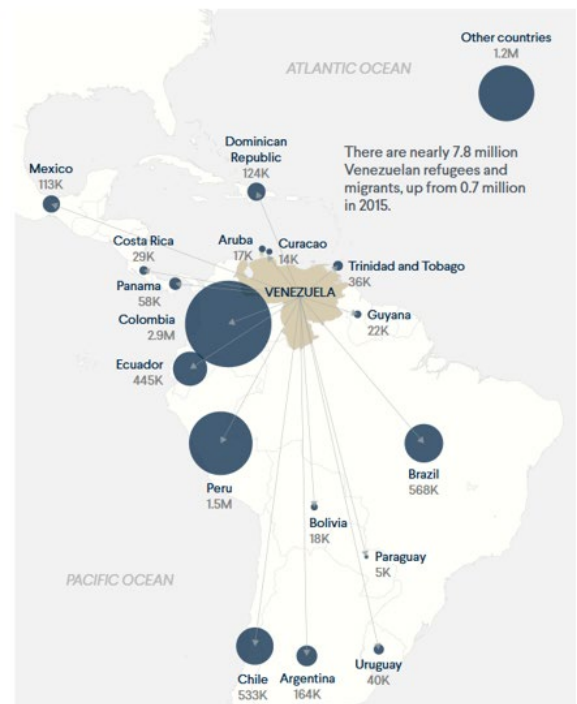 Other countries
1.2M
ATLANTIC OCEAN
There are nearly 7.8 million
Venezuelan refugees and
migrants, up from 0.7 million
in 2015.
Dominican
Republic
124K
Mexico
113K
Costa Rica
29K
Aruba
17K
Curacao
14K
Trinidad and Tobago
36K
Panama
58K
VENEZUELA
Colombia
2.9M
Guyana
22K
Ecuador
445K
Peru
1.5M
Brazil
568K
Bolivia
18K
Paraguay
5K
PACIFIC OCEAN
Chile
533K
Argentina
164K
Uruguay
40K